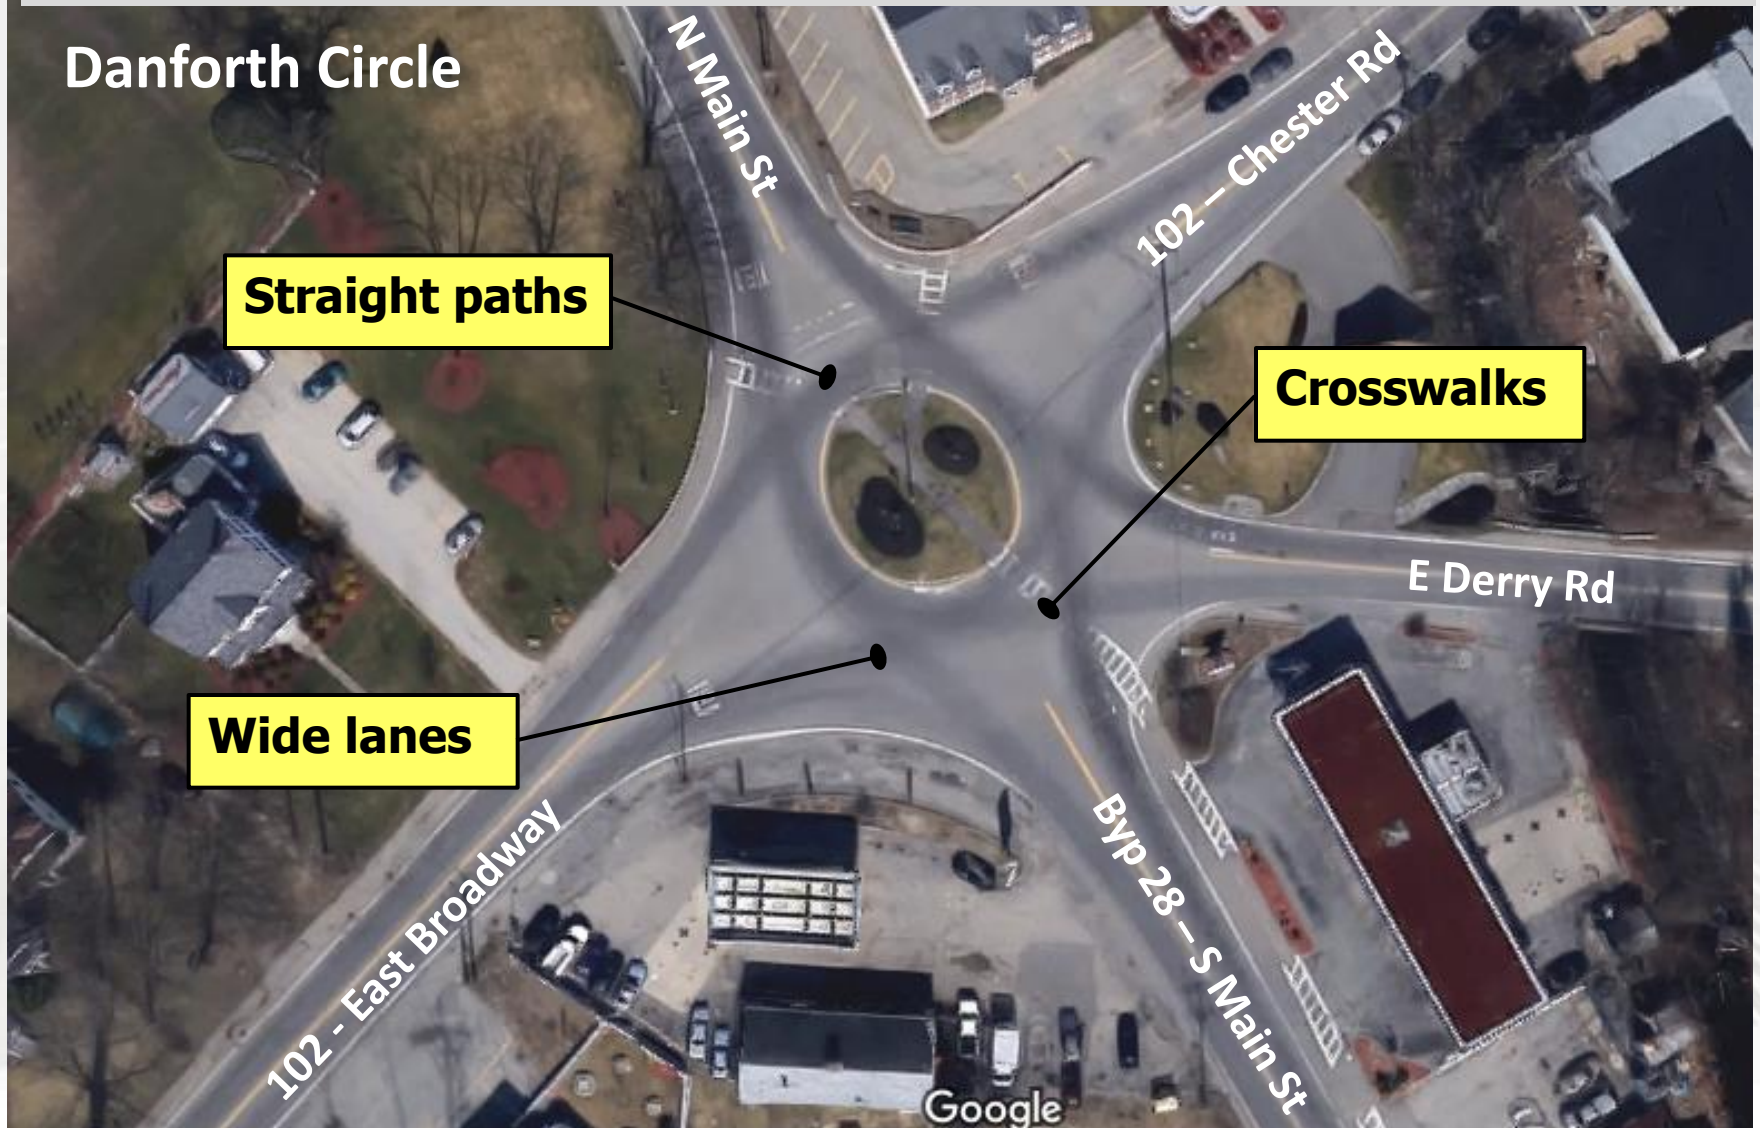 Danforth Circle
N Main St
102 – Chester Rd
Straight paths
Crosswalks
E Derry Rd
Wide lanes
102 - East Broadway
Byp 28 – S Main St
Google